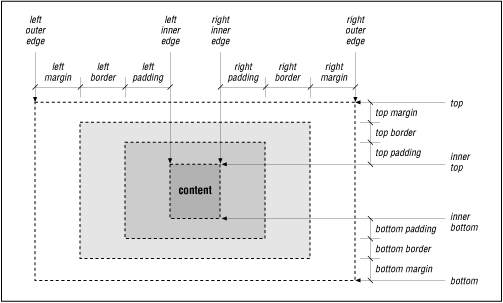 left outer edge
left inner edge
right inner edge
right outer edge
left margin
left border
left padding
right padding
right border
right margin
top
top margin
top border
top padding
inner top
content
inner bottom
bottom padding
bottom border
bottom margin
bottom